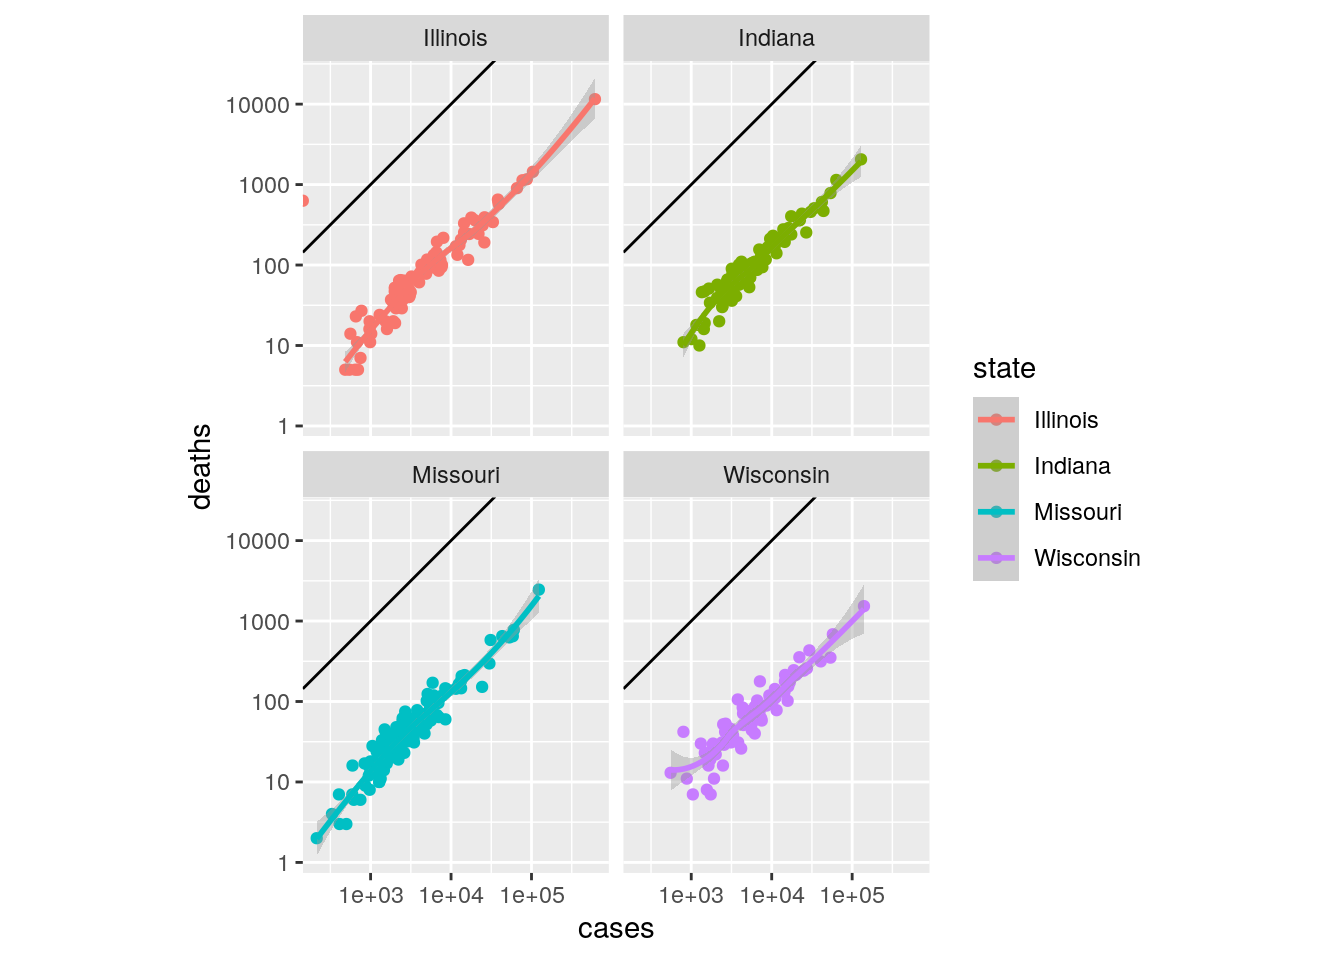 Illinois
Indiana
10000
1000
100
10
1
deaths
Missouri
Wisconsin
10000
1000
100
10
1
1e+03 1e+04 1e+05
1e+03 1e+04 1e+05
cases
state
Illinois
Indiana
Missouri
Wisconsin